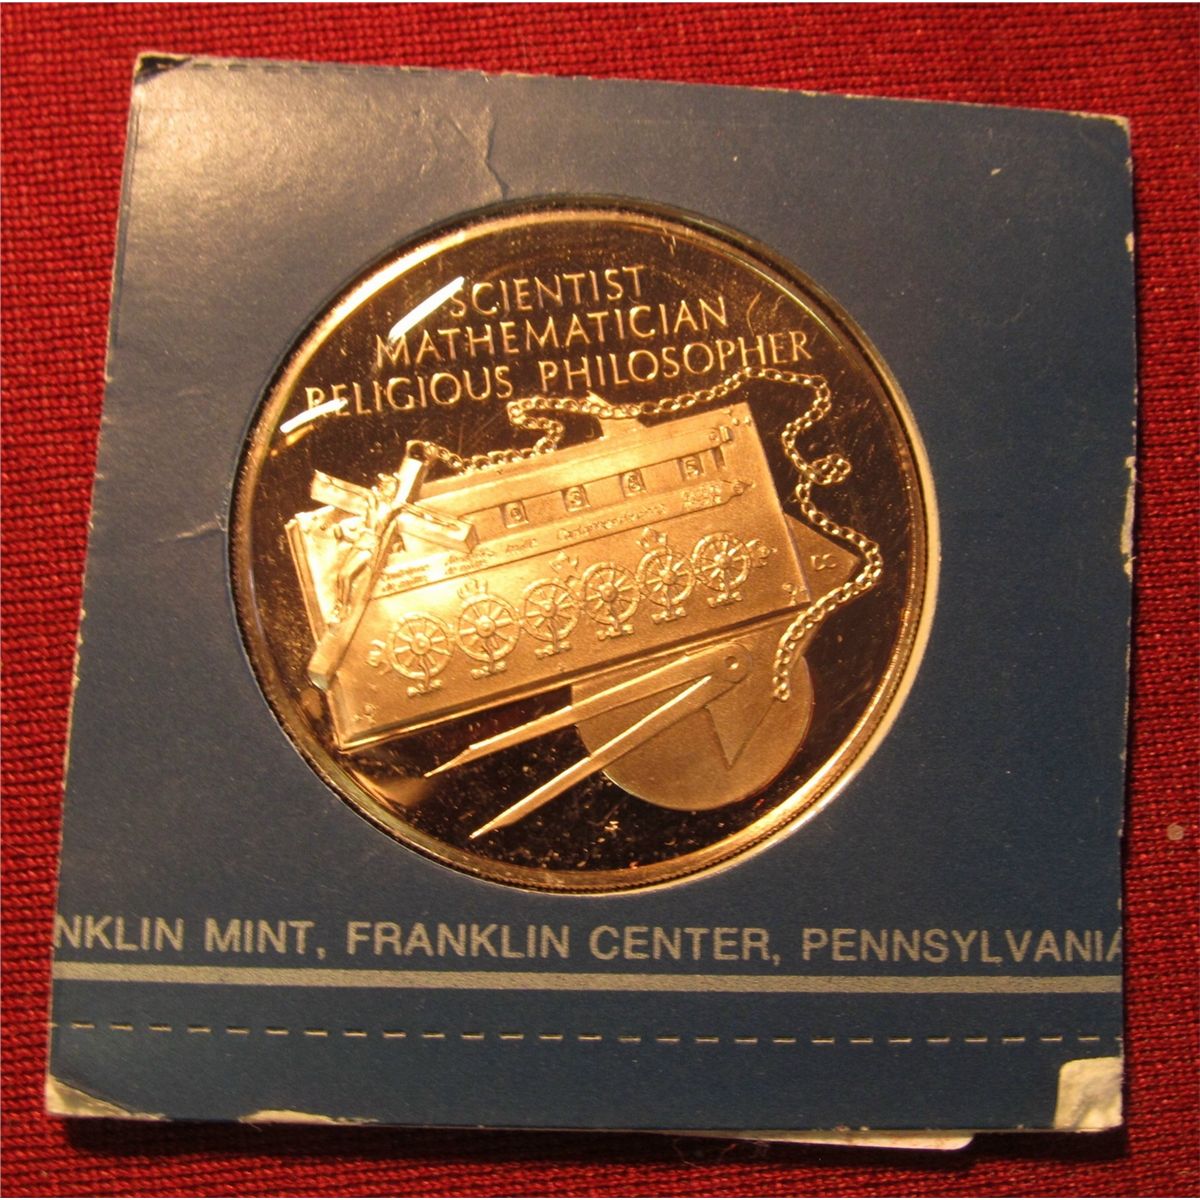 SCIENTIST
MATHEMATICIAN
RELIGIOUS PHILOSOPHER
NKLIN MINT, FRANKLIN CENTER, PENNSYLVANIA